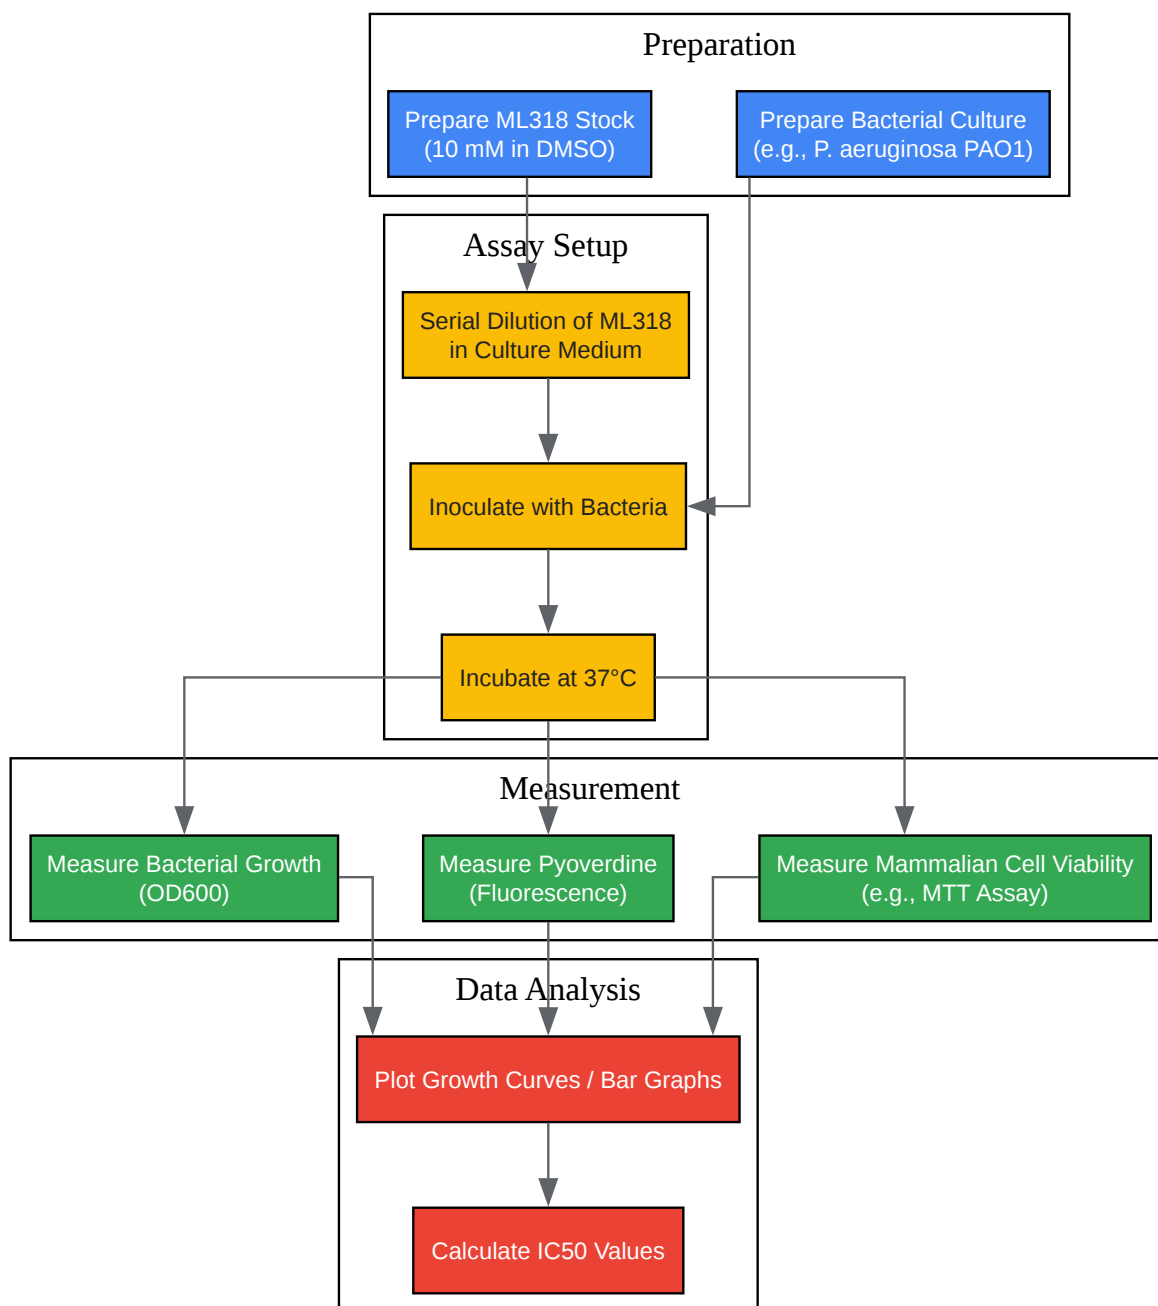 Preparation
Prepare ML318 Stock
(10 mM in DMSO)
Prepare Bacterial Culture
(e.g., P. aeruginosa PAO1)
Assay Setup
Serial Dilution of ML318
in Culture Medium
Inoculate with Bacteria
Incubate at 37°C
Measurement
Measure Bacterial Growth
(OD600)
Measure Pyoverdine
(Fluorescence)
Measure Mammalian Cell Viability
(e.g., MTT Assay)
Data Analysis
Plot Growth Curves / Bar Graphs
Calculate IC50 Values